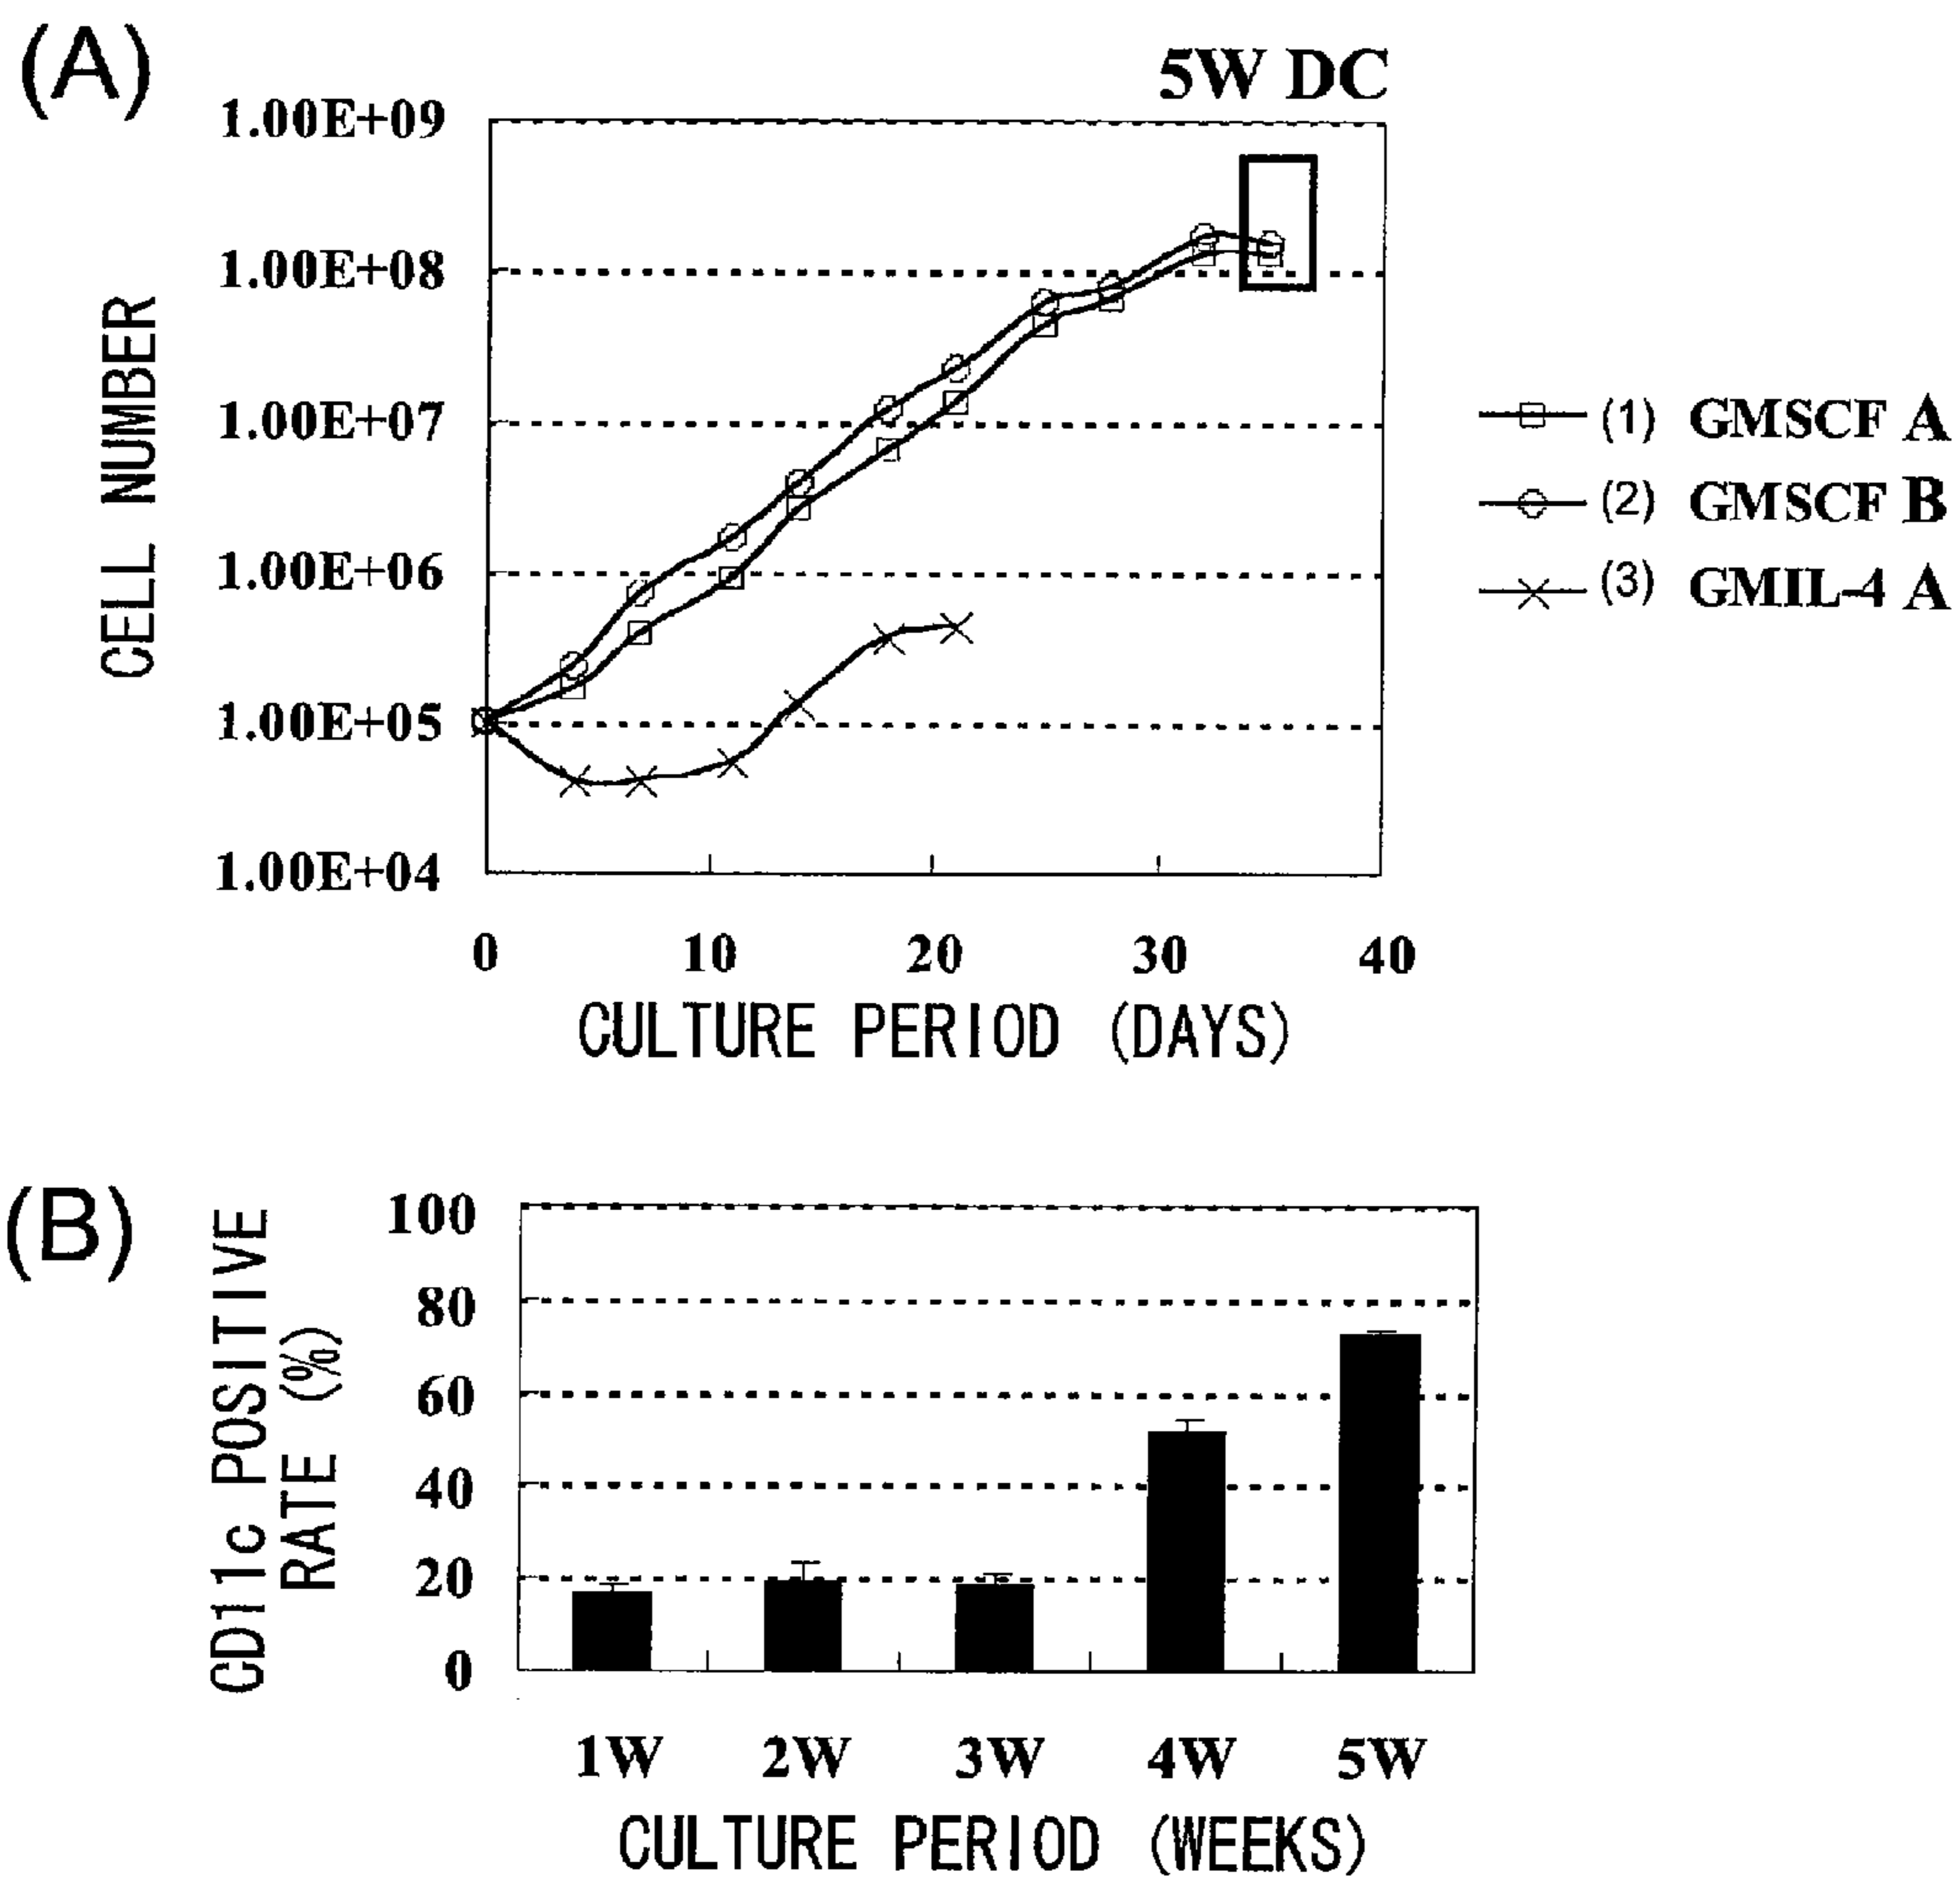 (A)
5W DC
1.00E+09
1.00E+08
1.00E+07
1.00E+06
1.00E+05
1.00E+04
CELL NUMBER
0 10 20 30 40
CULTURE PERIOD (DAYS)
(1) GMSCF A
(2) GMSCF B
(3) GMIL-4 A
(B)
CD11c POSITIVE
RATE (%)
100
80
60
40
20
0
1W 2W 3W 4W 5W
CULTURE PERIOD (WEEKS)